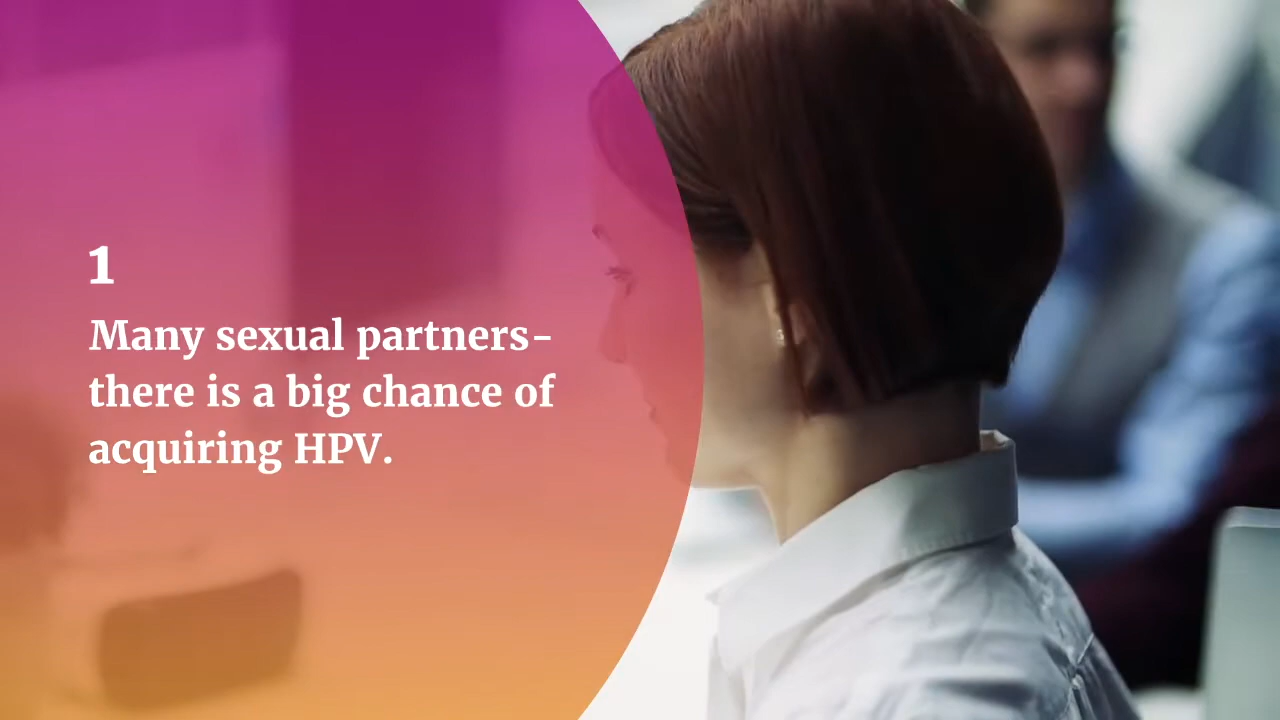 1
Many sexual partners-
there is a big chance of
acquiring HPV.